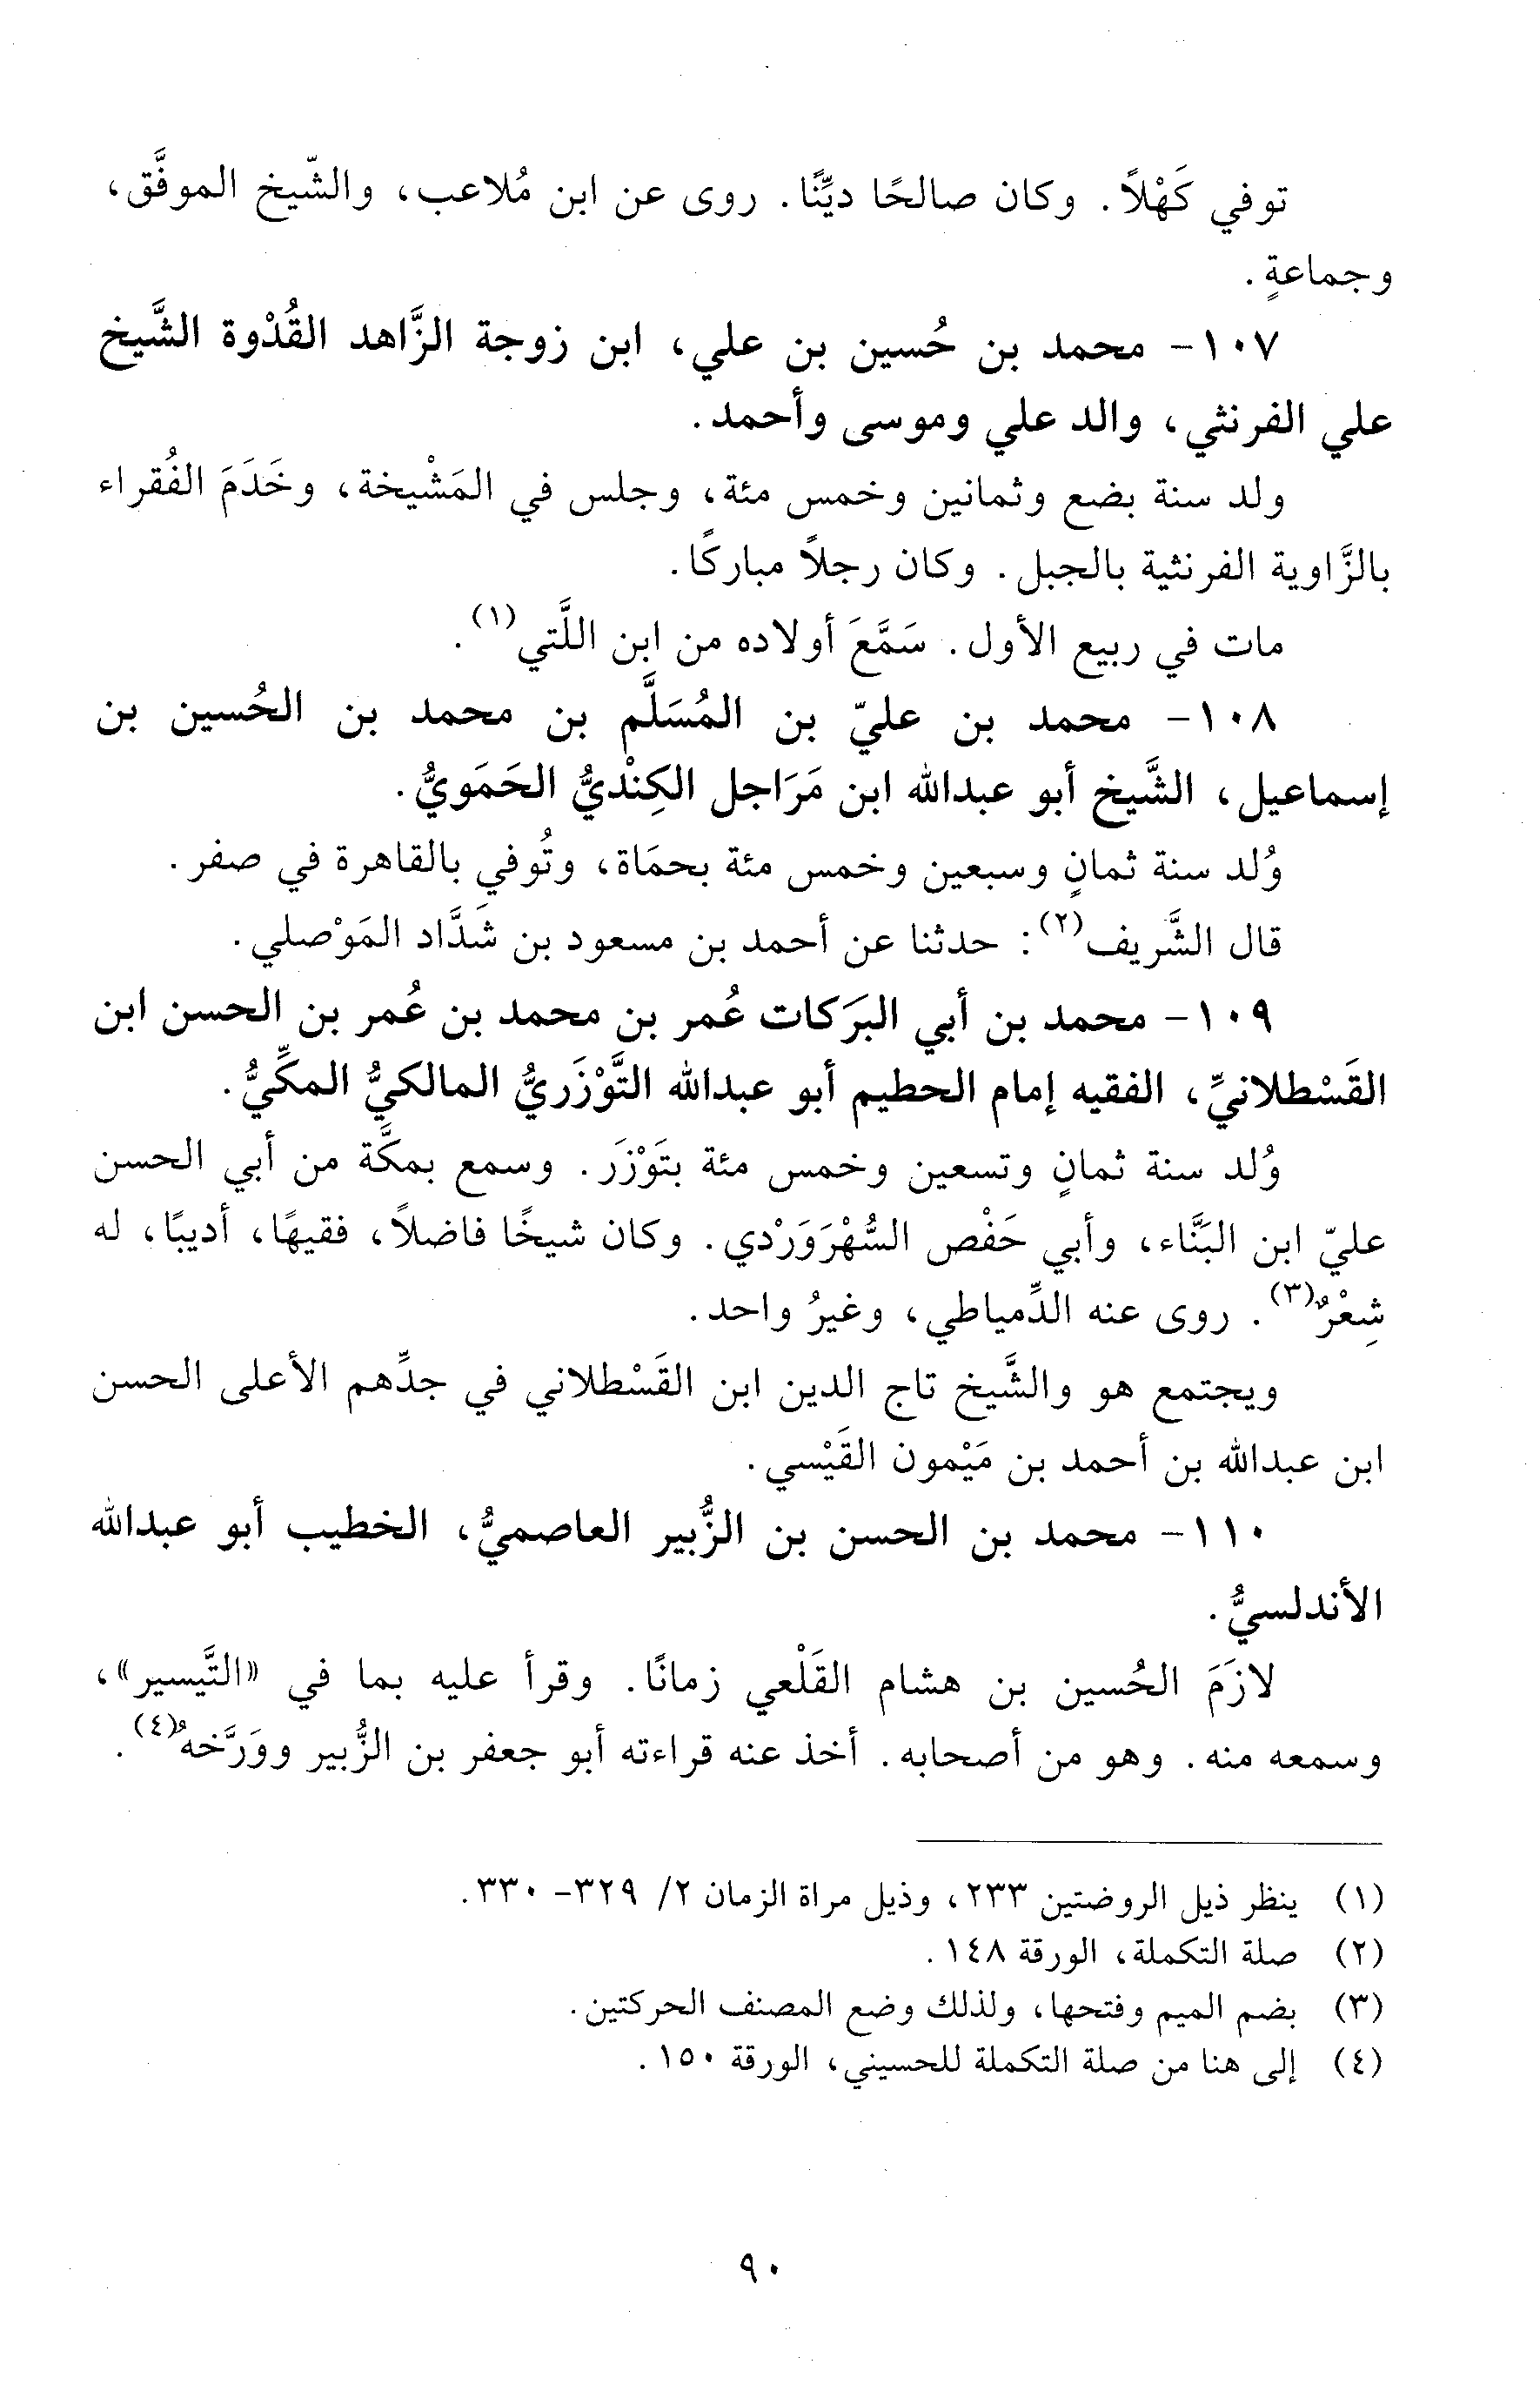 توفي كَهْلاً. وكان صالحًا ديِّنًا. روى عن ابن مُلاعب، والشّيخ الموفَّق،
وجماعةٍ.
١٠٧- محمد بن حُسين بن علي، ابن زوجة الزَّاهد القُدْوة الشَّيخ
علي الفرنثي، والد علي وموسى وأحمد.
ولد سنة بضع وثمانين وخمس مئة، وجلس في المَشْيخة، وخَدَمَ الفُقراء
بالزَّاوية الفرنثية بالجبل. وكان رجلاً مباركًا.
مات في ربيع الأول. سَمَّعَ أولاده من ابن اللَّتي(١).
١٠٨- محمد بن عليّ بن المُسَلَّم بن محمد بن الحُسين بن
إسماعيل، الشَّيخ أبو عبدالله ابن مَرَاجل الكِنْديُّ الحَمَويُّ.
وُلد سنة ثمانٍ وسبعين وخمس مئة بحمَاة، وتُوفي بالقاهرة في صفر.
قال الشَّريف(٢): حدثنا عن أحمد بن مسعود بن شَدَّاد المَوْصلي.
١٠٩- محمد بن أبي البرَكات عُمر بن محمد بن عُمر بن الحسن ابن
القَسْطلانيِّ، الفقيه إمام الحطيم أبو عبدالله التَّوْزَريُّ المالكيُّ المكِّيُّ.
وُلد سنة ثمانٍ وتسعين وخمس مئة بتَوْزَر. وسمع بمكَّة من أبي الحسن
عليّ ابن البَنَّاء، وأبي حَفْص السُّهْرَوَرْدي. وكان شيخًا فاضلاً، فقيهًا، أديبًا، له
شِعْرٌ(٣). روى عنه الدِّمياطي، وغيرُ واحد.
ويجتمع هو والشَّيخ تاج الدين ابن القَسْطلاني في جدِّهم الأعلى الحسن
ابن عبدالله بن أحمد بن مَيْمون القَيْسي.
١١٠- محمد بن الحسن بن الزُّبير العاصميُّ، الخطيب أبو عبدالله
الأندلسيُّ.
لازَمَ الحُسين بن هشام القَلْعي زمانًا. وقرأ عليه بما في «التَّيسير»،
وسمعه منه. وهو من أصحابه. أخذ عنه قراءته أبو جعفر بن الزُّبير ووَرَّخهُ(٤).
(١) ينظر ذيل الروضتين ٢٣٣، وذيل مراة الزمان ٢/ ٣٢٩- ٣٣٠.
(٢) صلة التكملة، الورقة ١٤٨.
(٣) بضم الميم وفتحها، ولذلك وضع المصنف الحركتين.
(٤) إلى هنا من صلة التكملة للحسيني، الورقة ١٥٠.
٩٠